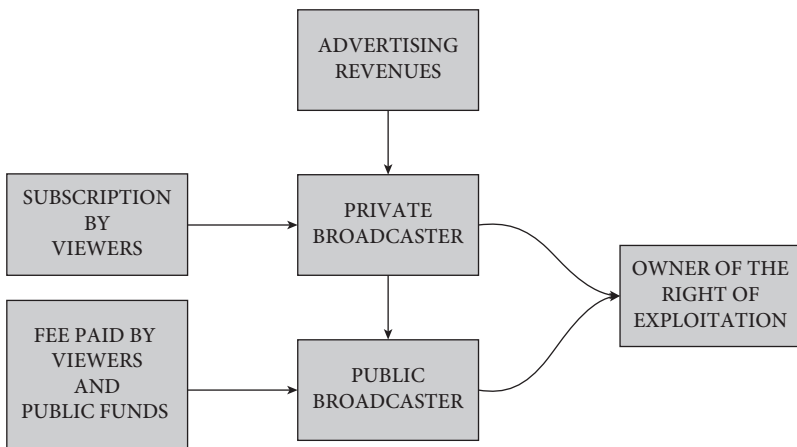 ADVERTISING
REVENUES
SUBSCRIPTION
BY
VIEWERS
PRIVATE
BROADCASTER
OWNER OF THE
RIGHT OF
EXPLOITATION
FEE PAID BY
VIEWERS
AND
PUBLIC FUNDS
PUBLIC
BROADCASTER